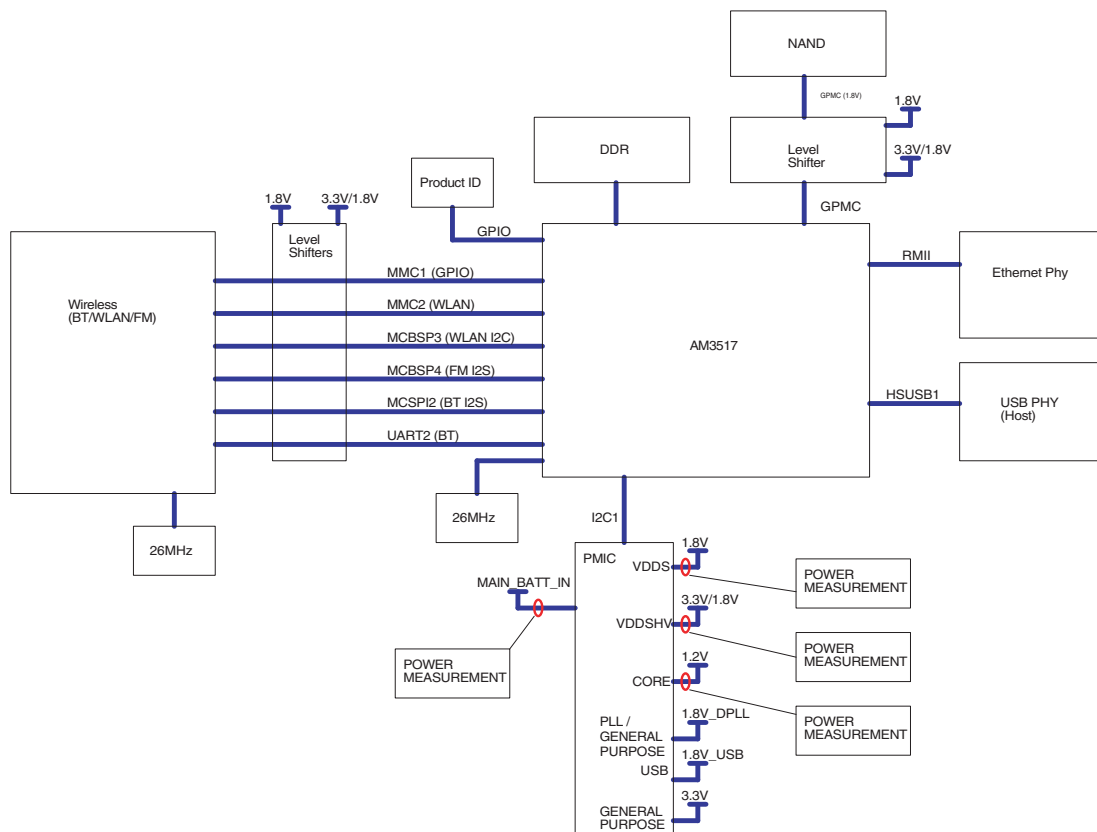 NAND
GPMC (1.8V)
1.8V
3.3V/1.8V
Level
Shifter
GPMC
DDR
Product ID
GPIO
1.8V
3.3V/1.8V
Level
Shifters
Wireless
(BT/WLAN/FM)
MMC1 (GPIO)
MMC2 (WLAN)
MCBSP3 (WLAN I2C)
MCBSP4 (FM I2S)
MCSPI2 (BT I2S)
UART2 (BT)
AM3517
RMII
Ethernet Phy
HSUSB1
USB PHY
(Host)
26MHz
26MHz
I2C1
PMIC
MAIN_BATT_IN
POWER
MEASUREMENT
VDDS
1.8V
POWER
MEASUREMENT
VDDSHV
3.3V/1.8V
POWER
MEASUREMENT
CORE
1.2V
POWER
MEASUREMENT
PLL /
GENERAL
PURPOSE
1.8V_DPLL
USB
1.8V_USB
GENERAL
PURPOSE
3.3V